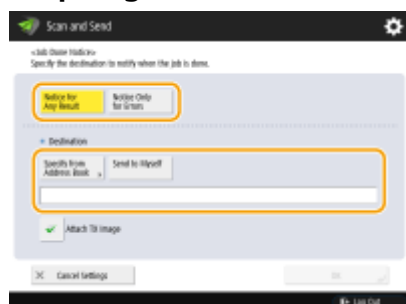 Scan and Send
<Job Done Notice>
Specify the destination to notify when the job is done.
Notice for
Any Result
Notice Only
for Errors
Destination
Specify from
Address Book
Send to Myself
Attach TX Image
Cancel Settings
OK
Log Out